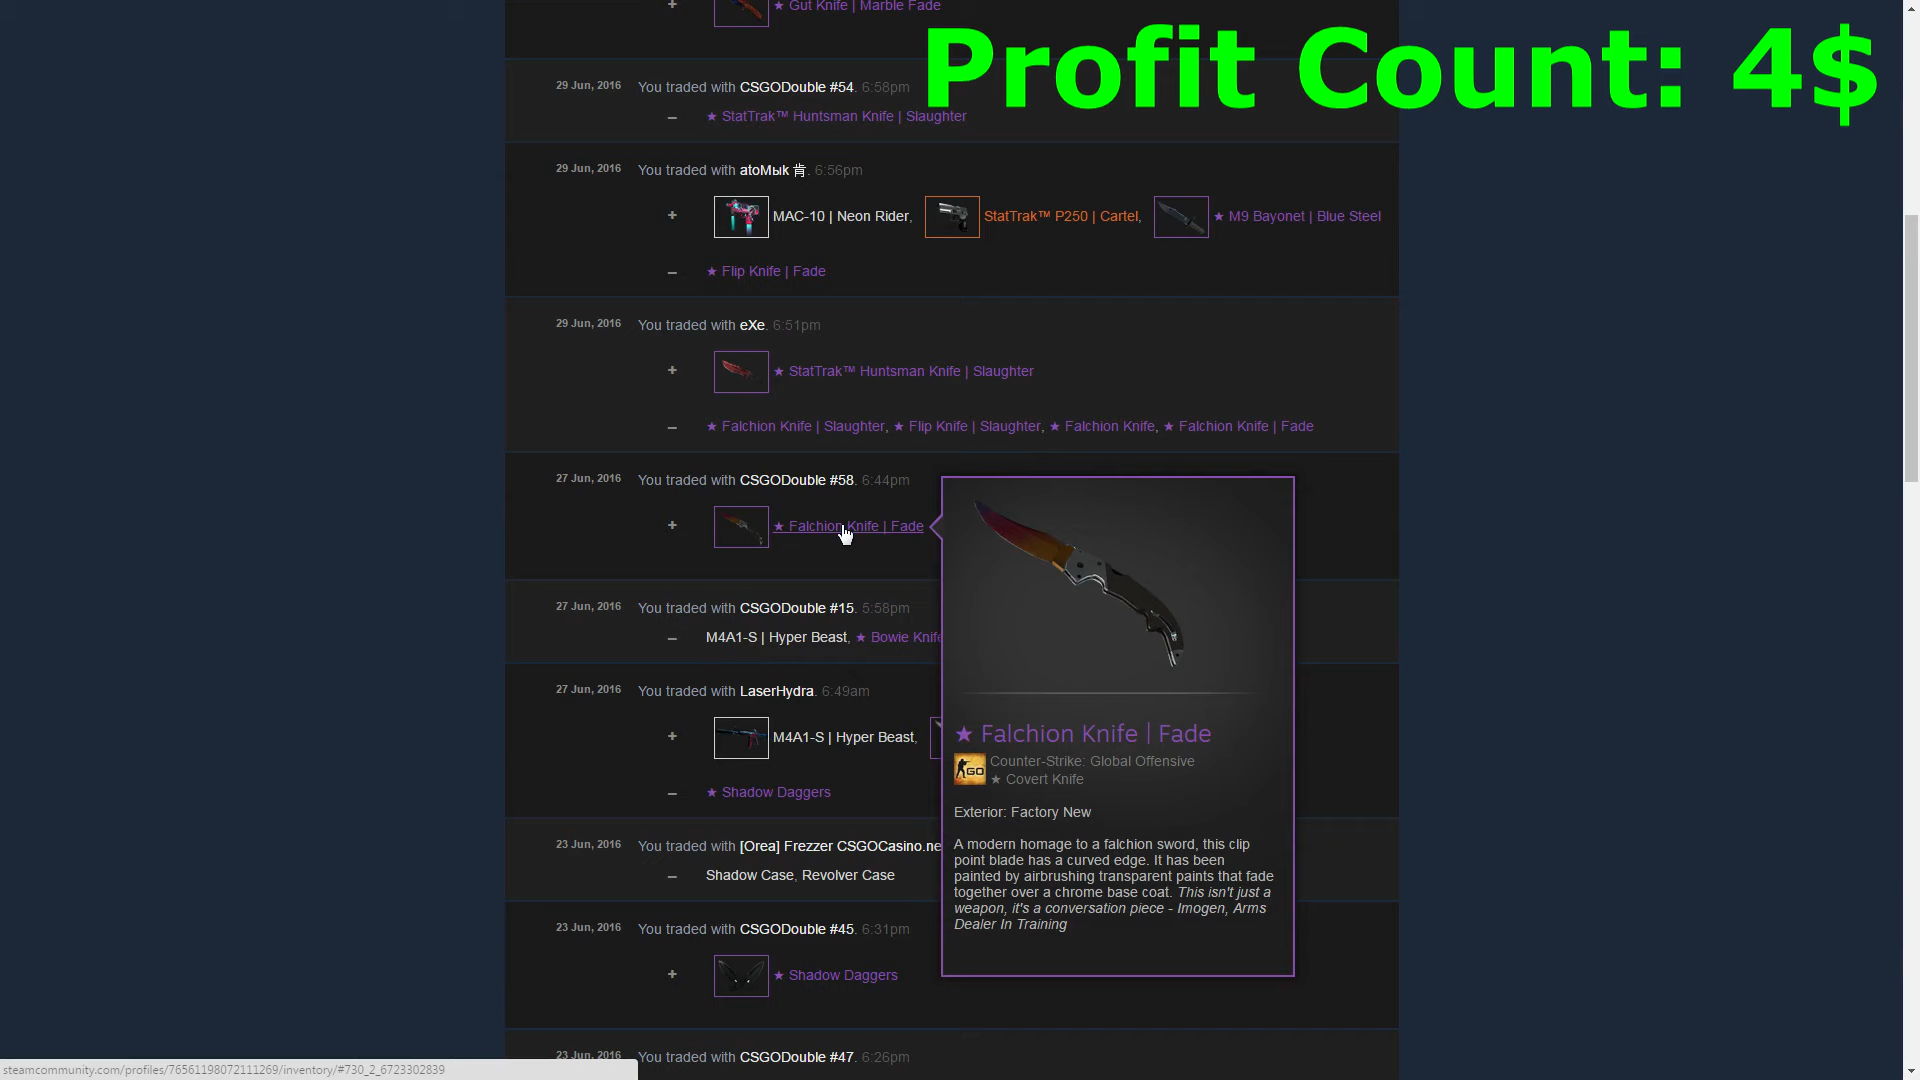 + ★ Gut Knife | Marble Fade
Profit Count: 4$
29 Jun, 2016 You traded with CSGODouble #54. 6:58pm
– ★ StatTrak™ Huntsman Knife | Slaughter
29 Jun, 2016 You traded with atoMыk 肯. 6:56pm
+ MAC-10 | Neon Rider, StatTrak™ P250 | Cartel, ★ M9 Bayonet | Blue Steel
– ★ Flip Knife | Fade
29 Jun, 2016 You traded with eXe. 6:51pm
+ ★ StatTrak™ Huntsman Knife | Slaughter
– ★ Falchion Knife | Slaughter, ★ Flip Knife | Slaughter, ★ Falchion Knife, ★ Falchion Knife | Fade
27 Jun, 2016 You traded with CSGODouble #58. 6:44pm
+ ★ Falchion Knife | Fade
27 Jun, 2016 You traded with CSGODouble #15. 5:58pm
– M4A1-S | Hyper Beast, ★ Bowie Knife
27 Jun, 2016 You traded with LaserHydra. 6:49am
+ M4A1-S | Hyper Beast,
– ★ Shadow Daggers
23 Jun, 2016 You traded with [Orea] Frezzer CSGOCasino.ne
– Shadow Case, Revolver Case
23 Jun, 2016 You traded with CSGODouble #45. 6:31pm
+ ★ Shadow Daggers
23 Jun, 2016 You traded with CSGODouble #47. 6:26pm
★ Falchion Knife | Fade
GO
Counter-Strike: Global Offensive
★ Covert Knife
Exterior: Factory New
A modern homage to a falchion sword, this clip
point blade has a curved edge. It has been
painted by airbrushing transparent paints that fade
together over a chrome base coat. This isn't just a
weapon, it's a conversation piece - Imogen, Arms
Dealer In Training
steamcommunity.com/profiles/76561198072111269/inventory/#730_2_6723302839